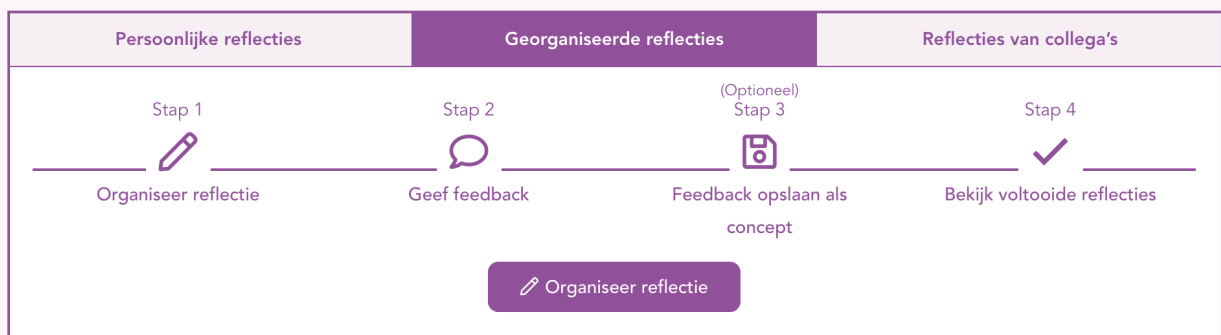 Persoonlijke reflecties
Georganiseerde reflecties
Reflecties van collega's
Stap 1
Organiseer reflectie
Stap 2
Geef feedback
(Optioneel)
Stap 3
Feedback opslaan als
concept
Stap 4
Bekijk voltooide reflecties
Organiseer reflectie